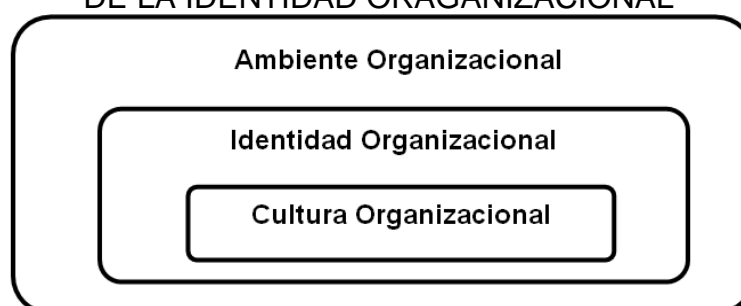 DE LA IDENTIDAD ORAGANIZACIONAL
Ambiente Organizacional
Identidad Organizacional
Cultura Organizacional